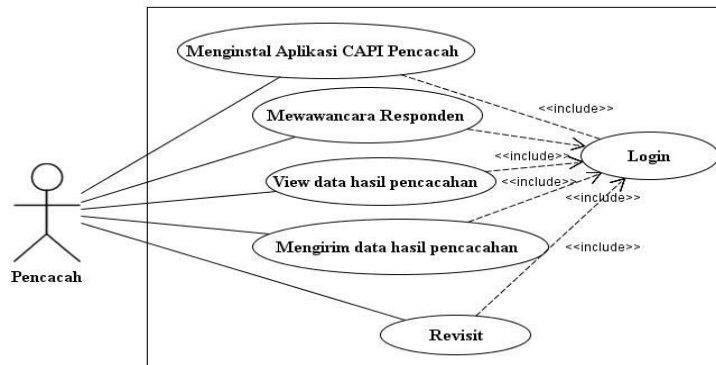 Menginstal Aplikasi CAPI Pencacah
<<include>>
Mewawancara Responden
<<include>>
Login
View data hasil pencacahan
<<include>>
<<include>>
Mengirim data hasil pencacahan
<<include>>
Pencacah
Revisit